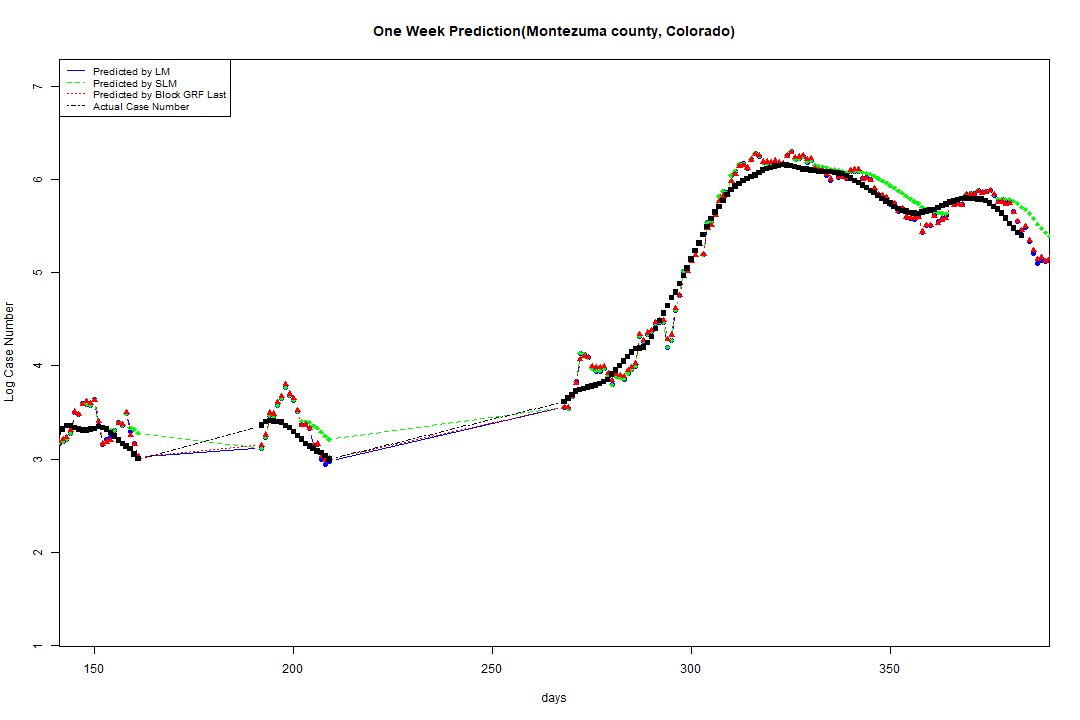 One Week Prediction(Montezuma county, Colorado)
Predicted by LM
Predicted by SLM
Predicted by Block GRF Last
Actual Case Number
7
6
5
4
3
2
1
Log Case Number
150 200 250 300 350
days